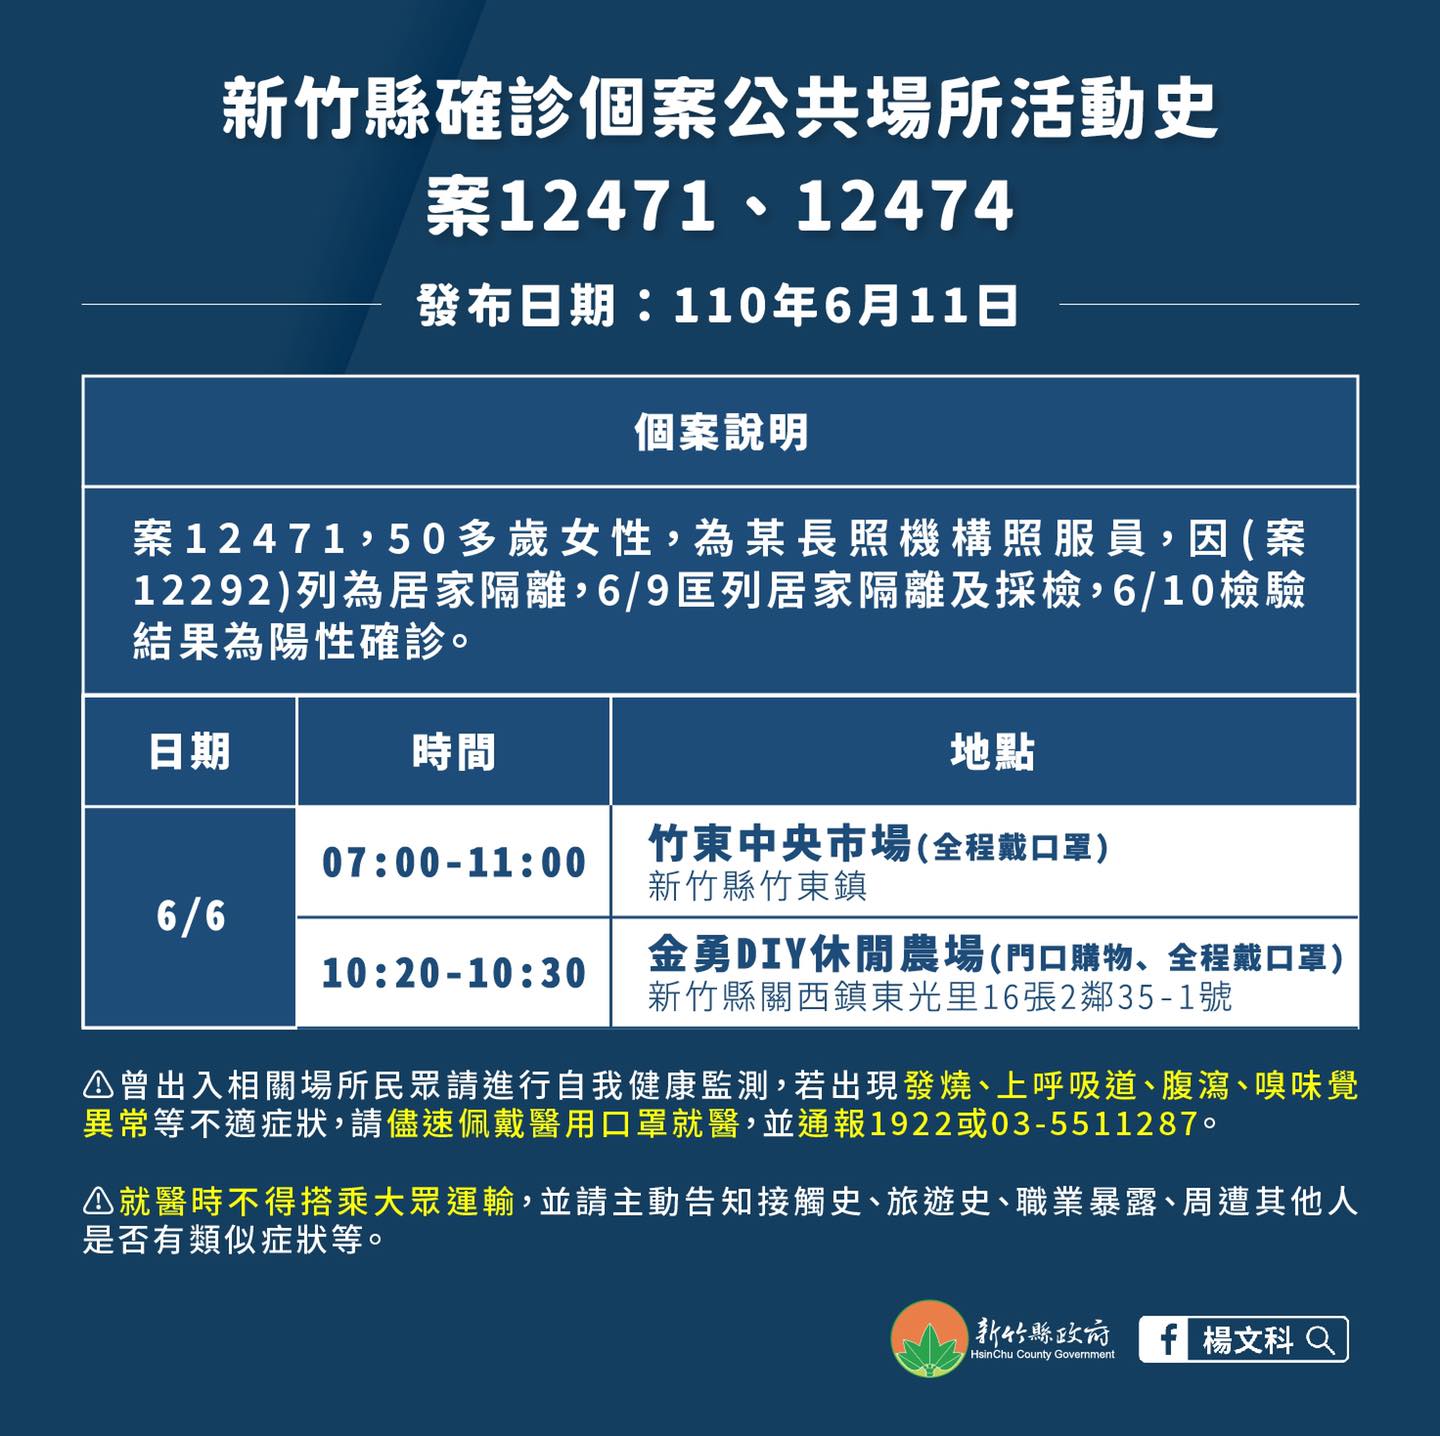 新竹縣確診個案公共場所活動史
案12471、12474
發布日期：110年6月11日
個案說明
案12471，50多歲女性，為某長照機構照服員，因(案
12292)列為居家隔離，6/9匡列居家隔離及採檢，6/10檢驗
結果為陽性確診。
日期 時間 地點
6/6
07:00-11:00
竹東中央市場(全程戴口罩)
新竹縣竹東鎮
10:20-10:30
金勇DIY休閒農場(門口購物、全程戴口罩)
新竹縣關西鎮東光里16張2鄰35-1號
⚠曾出入相關場所民眾請進行自我健康監測，若出現發燒、上呼吸道、腹瀉、嗅味覺
異常等不適症狀，請儘速佩戴醫用口罩就醫，並通報1922或03-5511287。
⚠就醫時不得搭乘大眾運輸，並請主動告知接觸史、旅遊史、職業暴露、周遭其他人
是否有類似症狀等。
新竹縣政府
HsinChu County Government
f 楊文科